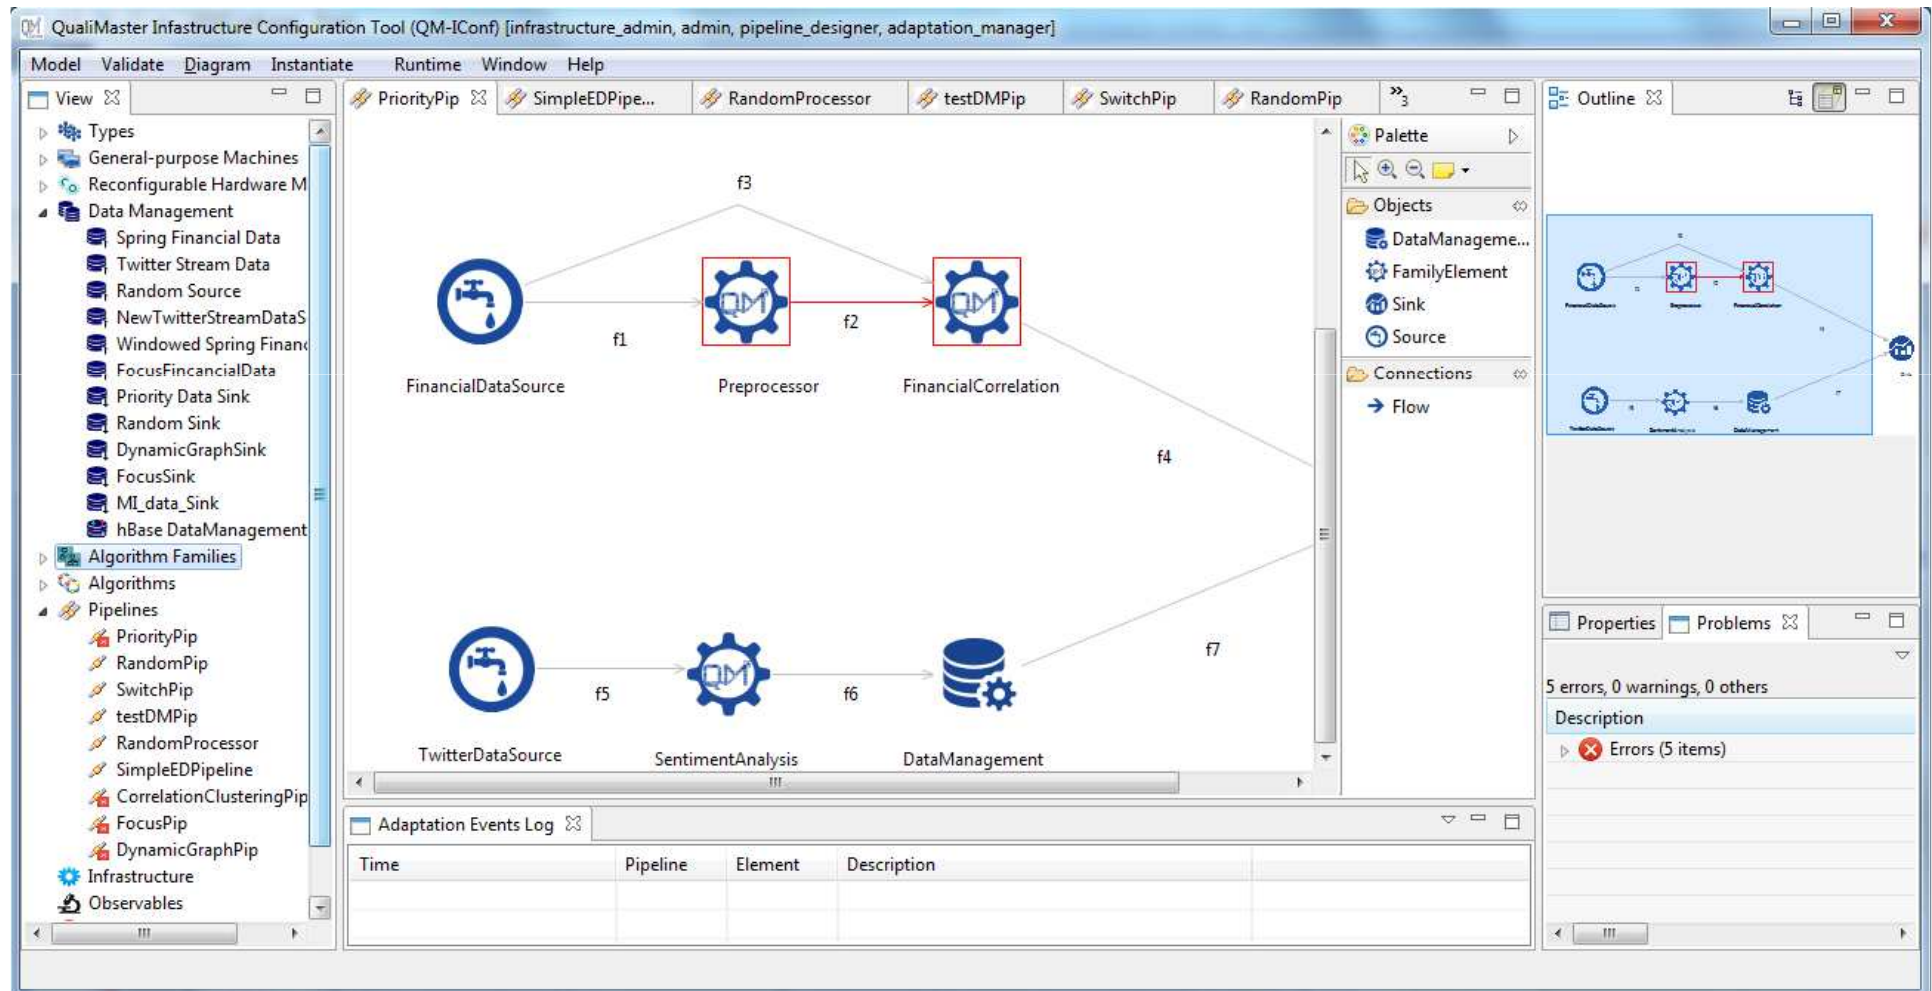 QualiMaster Infastructure Configuration Tool (QM-IConf) [infrastructure_admin, admin, pipeline_designer, adaptation_manager]
Model Validate Diagram Instantiate Runtime Window Help
View
Types
General-purpose Machines
Reconfigurable Hardware M
Data Management
Spring Financial Data
Twitter Stream Data
Random Source
NewTwitterStreamDataS
Windowed Spring Financ
FocusFincancialData
Priority Data Sink
Random Sink
DynamicGraphSink
FocusSink
MI_data_Sink
hBase DataManagement
Algorithm Families
Algorithms
Pipelines
PriorityPip
RandomPip
SwitchPip
testDMPip
RandomProcessor
SimpleEDPipeline
CorrelationClusteringPip
FocusPip
DynamicGraphPip
Infrastructure
Observables
PriorityPip SimpleEDPipe... RandomProcessor testDMPip SwitchPip RandomPip »3
f3
QM QM
f1 f2
FinancialDataSource Preprocessor FinancialCorrelation
f4
f7
QM
f5 f6
TwitterDataSource SentimentAnalysis DataManagement
Palette
Objects
DataManageme...
FamilyElement
Sink
Source
Connections
Flow
Adaptation Events Log
Time Pipeline Element Description
Outline
Properties Problems
5 errors, 0 warnings, 0 others
Description
Errors (5 items)